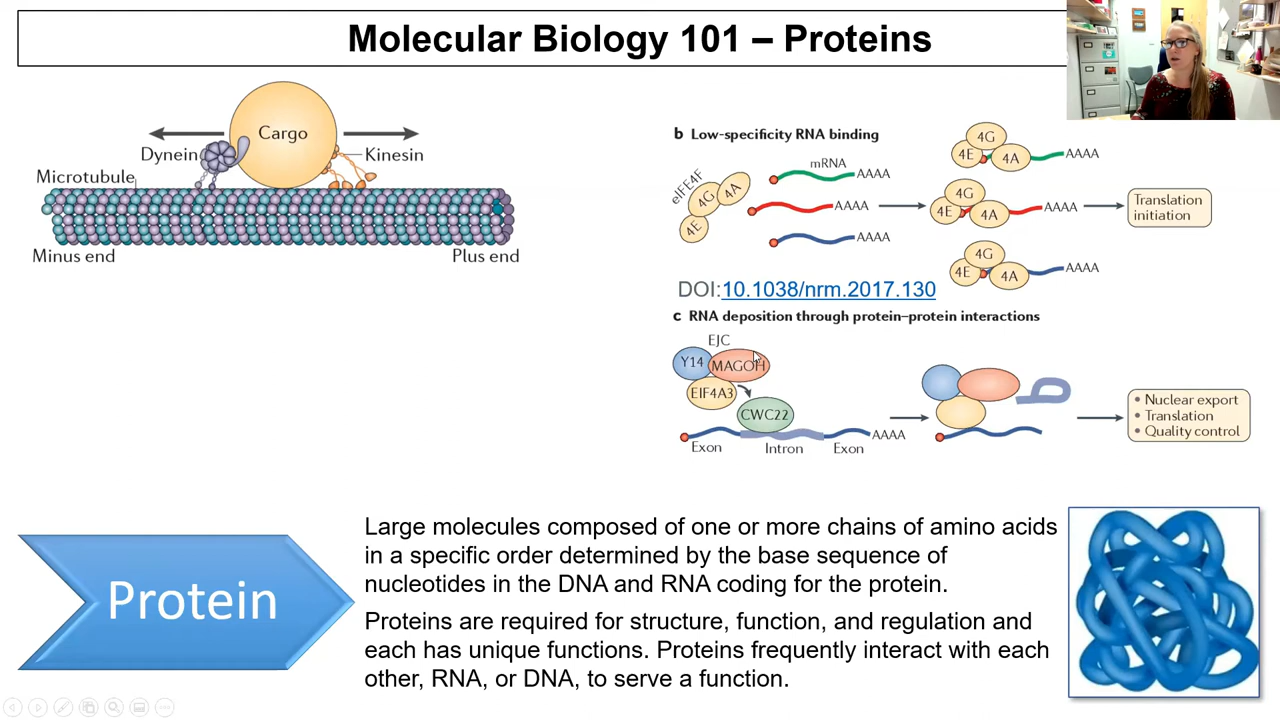 Molecular Biology 101 – Proteins
Cargo
Dynein
Kinesin
Microtubule
Minus end
Plus end
b Low-specificity RNA binding
eIFE4F
4E
4G
4A
mRNA
AAAA
AAAA
AAAA
4G
4E
4A
AAAA
4G
4E
4A
AAAA
4G
4E
4A
AAAA
Translation
initiation
DOI:10.1038/nrm.2017.130
c RNA deposition through protein–protein interactions
EJC
Y14
MAGOH
EIF4A3
CWC22
AAAA
Exon
Intron
Exon
• Nuclear export
• Translation
• Quality control
Protein
Large molecules composed of one or more chains of amino acids
in a specific order determined by the base sequence of
nucleotides in the DNA and RNA coding for the protein.
Proteins are required for structure, function, and regulation and
each has unique functions. Proteins frequently interact with each
other, RNA, or DNA, to serve a function.